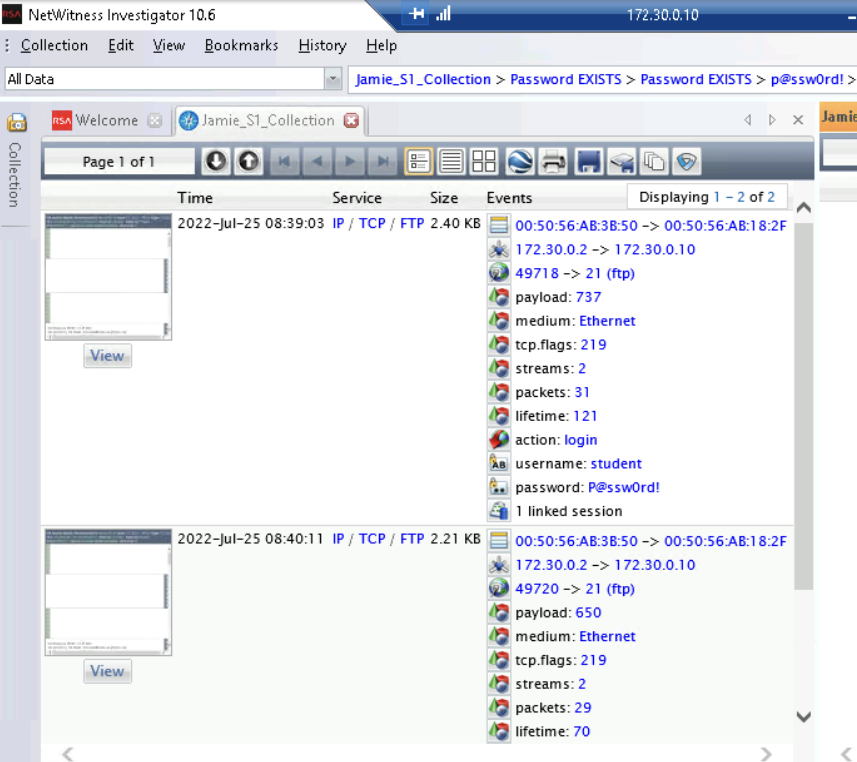 RSA NetWitness Investigator 10.6
172.30.0.10
Collection Edit View Bookmarks History Help
All Data
Jamie_S1_Collection > Password EXISTS > Password EXISTS > p@ssw0rd! >
Collection
RSA Welcome
Jamie_S1_Collection
Jamie
Page 1 of 1
Time Service Size Events
Displaying 1 - 2 of 2
2022-Jul-25 08:39:03 IP / TCP / FTP 2.40 KB
00:50:56:AB:3B:50 -> 00:50:56:AB:18:2F
172.30.0.2 -> 172.30.0.10
49718 -> 21 (ftp)
payload: 737
medium: Ethernet
tcp.flags: 219
streams: 2
packets: 31
lifetime: 121
action: login
username: student
password: P@ssw0rd!
1 linked session
View
2022-Jul-25 08:40:11 IP / TCP / FTP 2.21 KB
00:50:56:AB:3B:50 -> 00:50:56:AB:18:2F
172.30.0.2 -> 172.30.0.10
49720 -> 21 (ftp)
payload: 650
medium: Ethernet
tcp.flags: 219
streams: 2
packets: 29
lifetime: 70
View